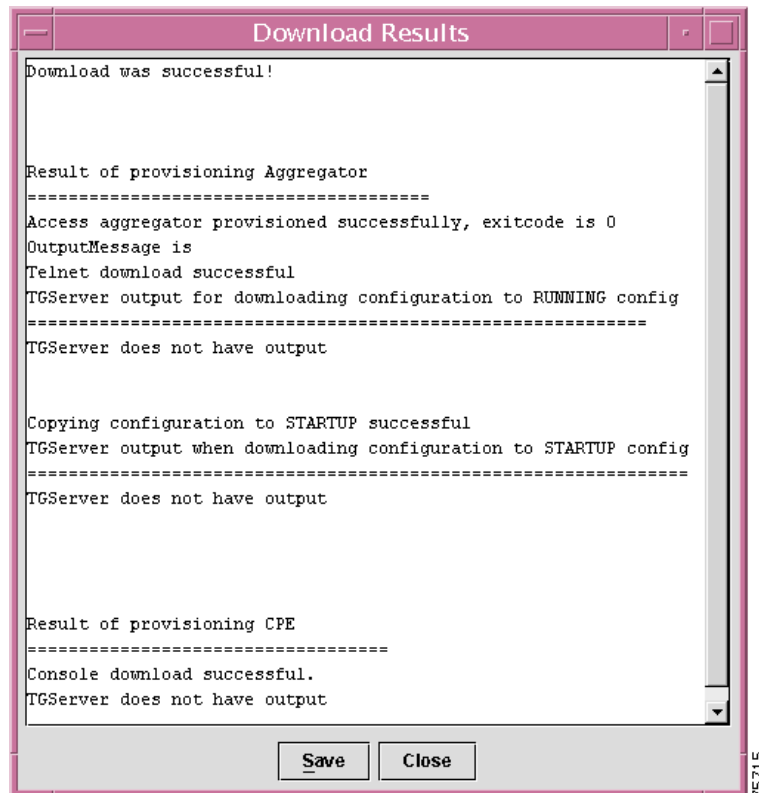 Download Results
Download was successful!
Result of provisioning Aggregator
=======================================
Access aggregator provisioned successfully, exitcode is 0
OutputMessage is
Telnet download successful
TGServer output for downloading configuration to RUNNING config
============================================================
TGServer does not have output
Copying configuration to STARTUP successful
TGServer output when downloading configuration to STARTUP config
================================================================
TGServer does not have output
Result of provisioning CPE
===================================
Console download successful.
TGServer does not have output
Save
Close
75715